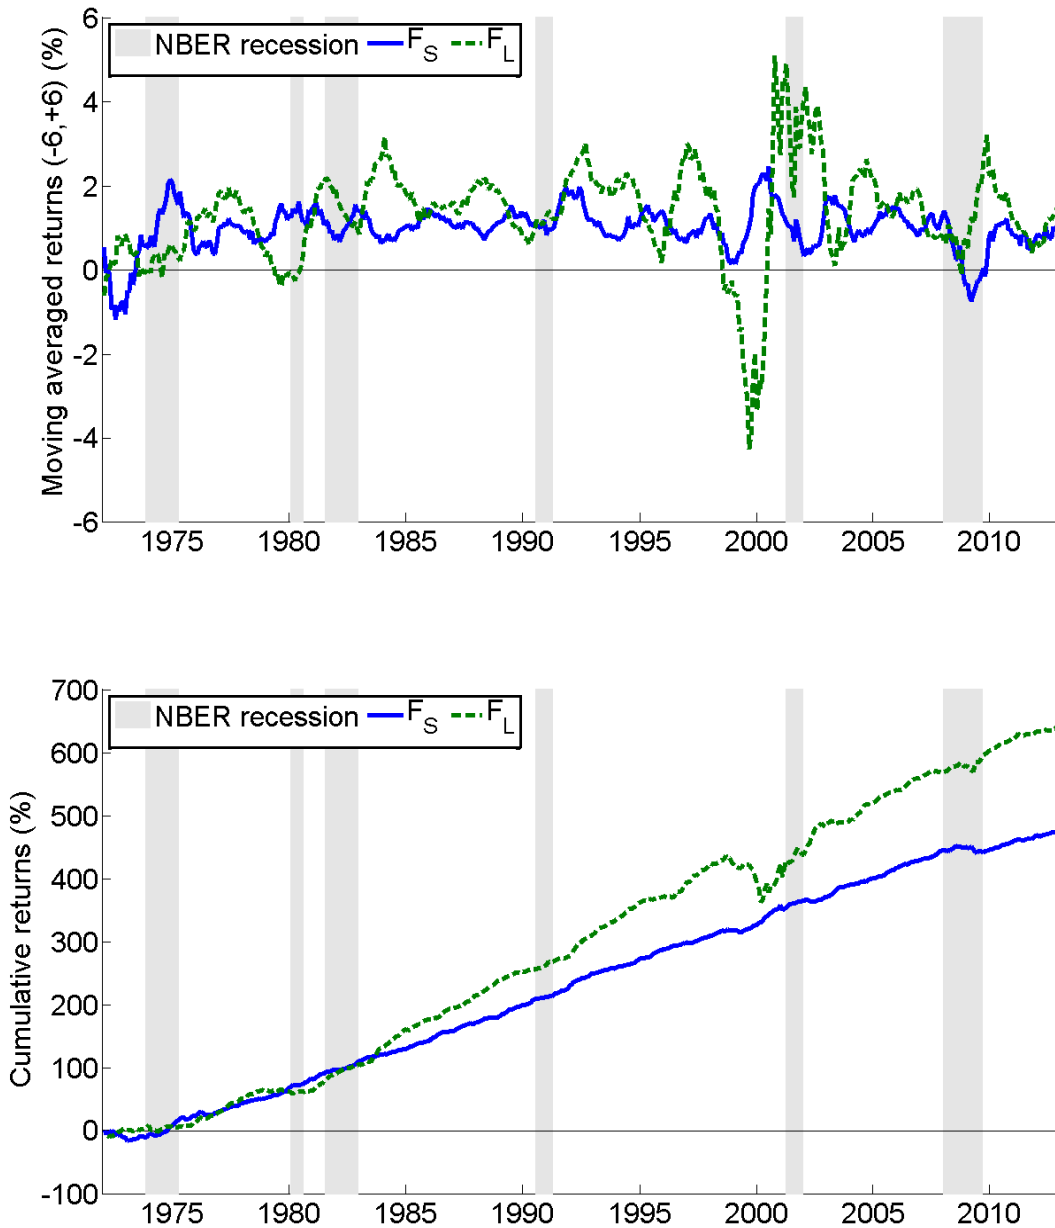 Moving averaged returns (-6,+6) (%)
6
4
2
0
-2
-4
-6
NBER recession F_S F_L
1975 1980 1985 1990 1995 2000 2005 2010
Cumulative returns (%)
700
600
500
400
300
200
100
0
-100
NBER recession F_S F_L
1975 1980 1985 1990 1995 2000 2005 2010